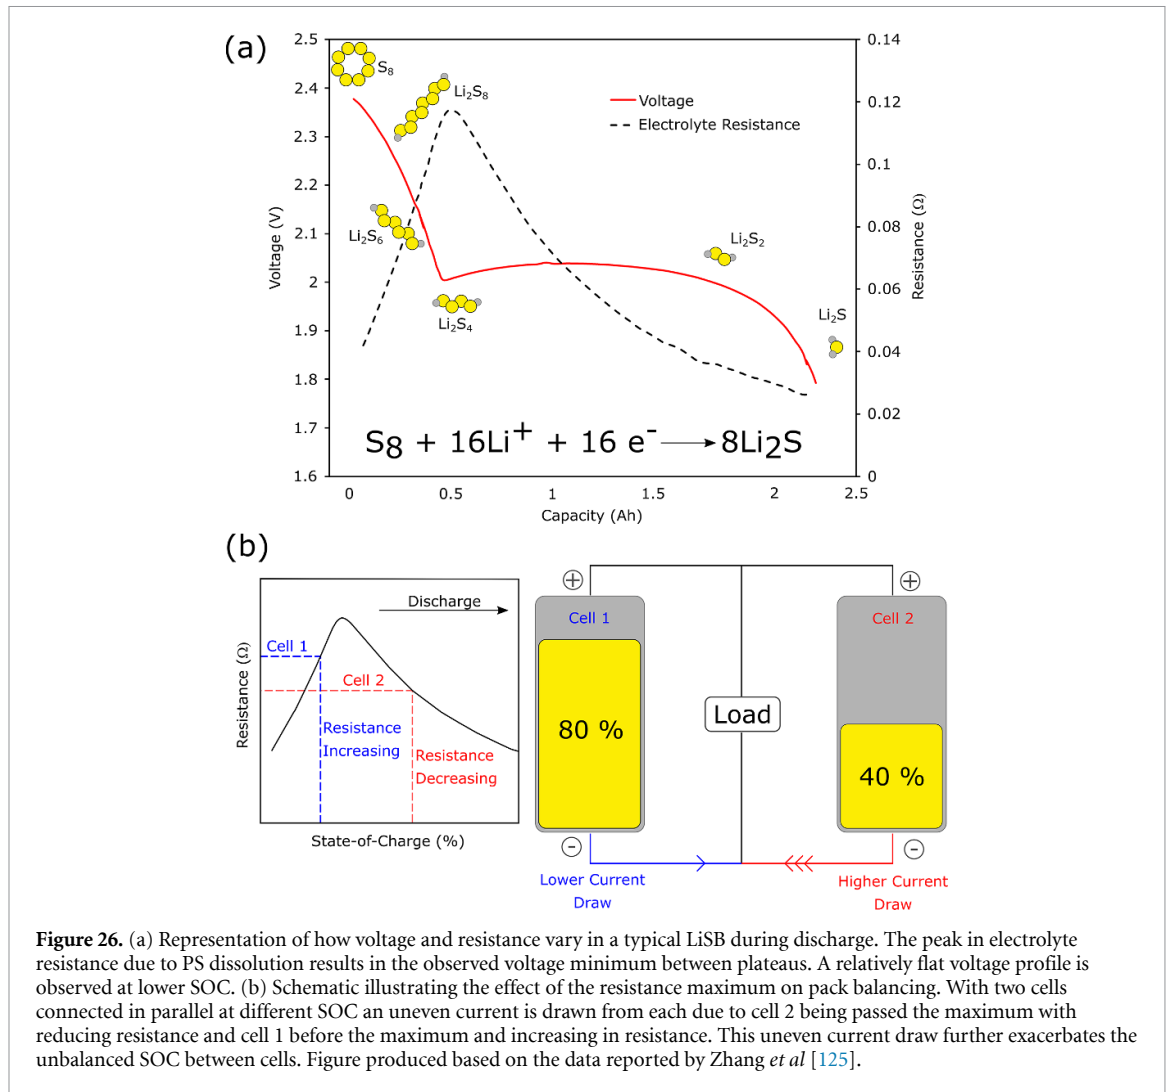 (a)
2.5
2.4
2.3
2.2
2.1
2
1.9
1.8
1.7
1.6
Voltage (V)
S8
Li2S8
Li2S6
Li2S4
Li2S2
Li2S
Voltage
Electrolyte Resistance
S8 + 16Li+ + 16 e- → 8Li2S
0.14
0.12
0.1
0.08
0.06
0.04
0.02
0
Resistance (Ω)
0 0.5 1 1.5 2 2.5
Capacity (Ah)
(b)
Resistance (Ω)
Discharge
Cell 1
Cell 2
Resistance
Increasing
Resistance
Decreasing
State-of-Charge (%)
+
Cell 1
80 %
-
Lower Current
Draw
Load
+
Cell 2
40 %
-
Higher Current
Draw
Figure 26. (a) Representation of how voltage and resistance vary in a typical LiSB during discharge. The peak in electrolyte
resistance due to PS dissolution results in the observed voltage minimum between plateaus. A relatively flat voltage profile is
observed at lower SOC. (b) Schematic illustrating the effect of the resistance maximum on pack balancing. With two cells
connected in parallel at different SOC an uneven current is drawn from each due to cell 2 being passed the maximum with
reducing resistance and cell 1 before the maximum and increasing in resistance. This uneven current draw further exacerbates the
unbalanced SOC between cells. Figure produced based on the data reported by Zhang et al [125].